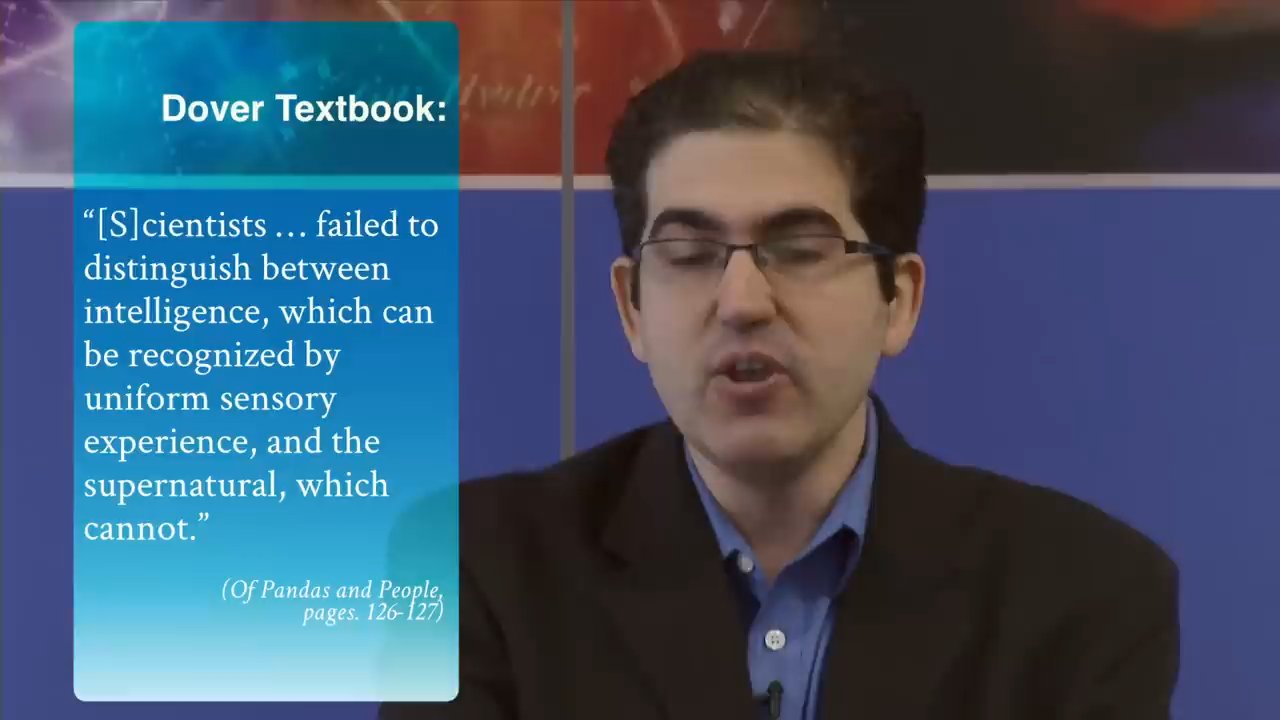 Dover Textbook:
“[S]cientists … failed to
distinguish between
intelligence, which can
be recognized by
uniform sensory
experience, and the
supernatural, which
cannot.”
(Of Pandas and People,
pages. 126-127)